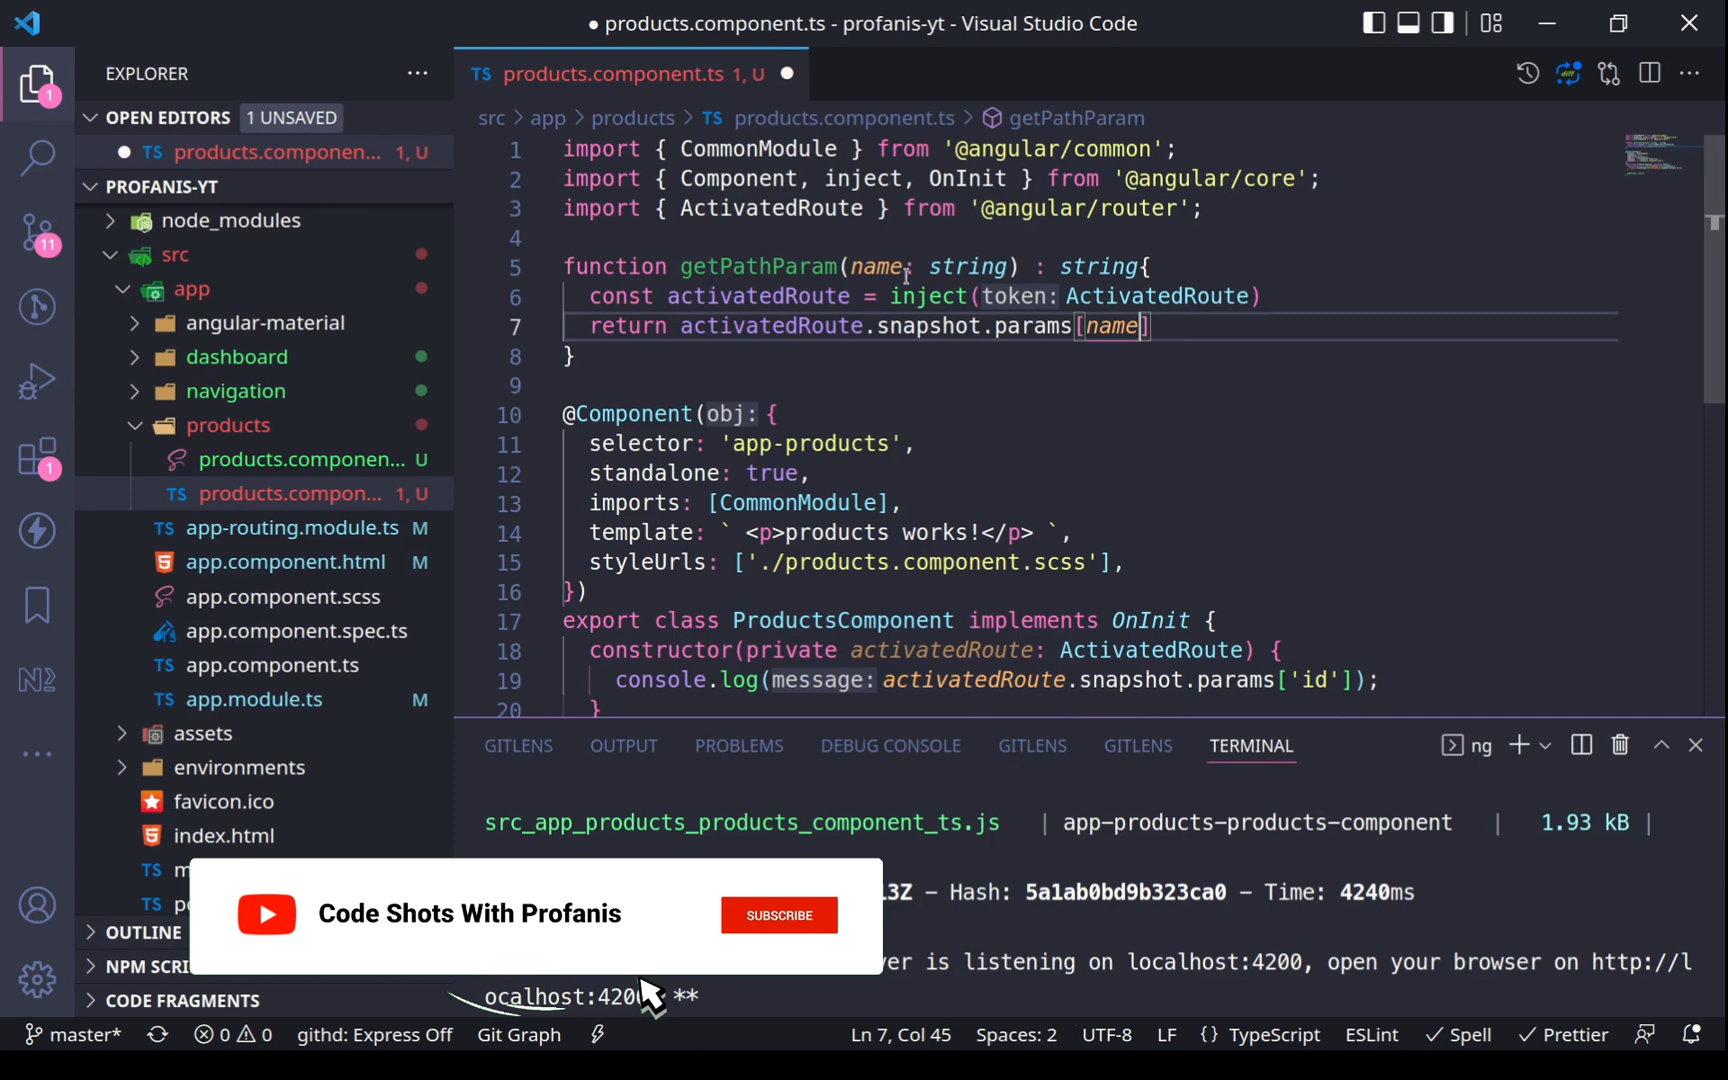 ● products.component.ts - profanis-yt - Visual Studio Code
EXPLORER
OPEN EDITORS 1 UNSAVED
TS products.componen... 1, U
PROFANIS-YT
node_modules
src
app
angular-material
dashboard
navigation
products
products.componen... U
TS products.compon... 1, U
TS app-routing.module.ts M
app.component.html M
app.component.scss
app.component.spec.ts
TS app.component.ts
TS app.module.ts M
assets
environments
favicon.ico
index.html
TS m
TS po
OUTLINE
NPM SCRI
CODE FRAGMENTS
1
11
1
TS products.component.ts 1, U
src > app > products > TS products.component.ts > getPathParam
1 import { CommonModule } from '@angular/common';
2 import { Component, inject, OnInit } from '@angular/core';
3 import { ActivatedRoute } from '@angular/router';
4
5 function getPathParam(name: string) : string{
6 const activatedRoute = inject(token: ActivatedRoute)
7 return activatedRoute.snapshot.params[name]
8 }
9
10 @Component(obj: {
11 selector: 'app-products',
12 standalone: true,
13 imports: [CommonModule],
14 template: ` <p>products works!</p> `,
15 styleUrls: ['./products.component.scss'],
16 })
17 export class ProductsComponent implements OnInit {
18 constructor(private activatedRoute: ActivatedRoute) {
19 console.log(message: activatedRoute.snapshot.params['id']);
20 }
GITLENS OUTPUT PROBLEMS DEBUG CONSOLE GITLENS GITLENS TERMINAL ng
src_app_products_products_component_ts.js | app-products-products-component | 1.93 kB |
3Z - Hash: 5a1ab0bd9b323ca0 - Time: 4240ms
ver is listening on localhost:4200, open your browser on http://l
ocalhost:420 **
Code Shots With Profanis
SUBSCRIBE
master* 0 0 githd: Express Off Git Graph Ln 7, Col 45 Spaces: 2 UTF-8 LF {} TypeScript ESLint Spell Prettier